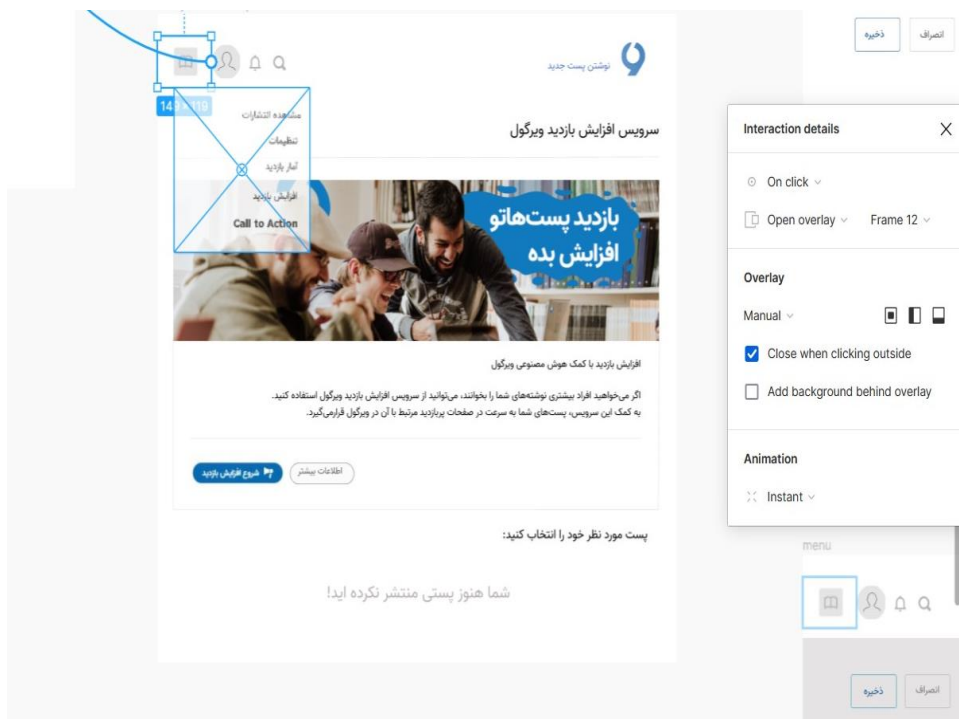 انصراف
ذخیره
نوشتن پست جدید
149 × 119
مشاهده انتشارات
تنظیمات
آمار بازدید
افزایش بازدید
Call to Action
سرویس افزایش بازدید ویرگول
بازدید پست‌هاتو
افزایش بده
افزایش بازدید با کمک هوش مصنوعی ویرگول
اگر می‌خواهید افراد بیشتری نوشته‌های شما را بخوانند، می‌توانید از سرویس افزایش بازدید ویرگول استفاده کنید.
به کمک این سرویس، پست‌های شما به سرعت در صفحات پربازدید مرتبط با آن در ویرگول قرارمی‌گیرد.
اطلاعات بیشتر
شروع افزایش بازدید
پست مورد نظر خود را انتخاب کنید:
شما هنوز پستی منتشر نکرده اید!
Interaction details
On click
Open overlay
Frame 12
Overlay
Manual
Close when clicking outside
Add background behind overlay
Animation
Instant
menu
انصراف
ذخیره